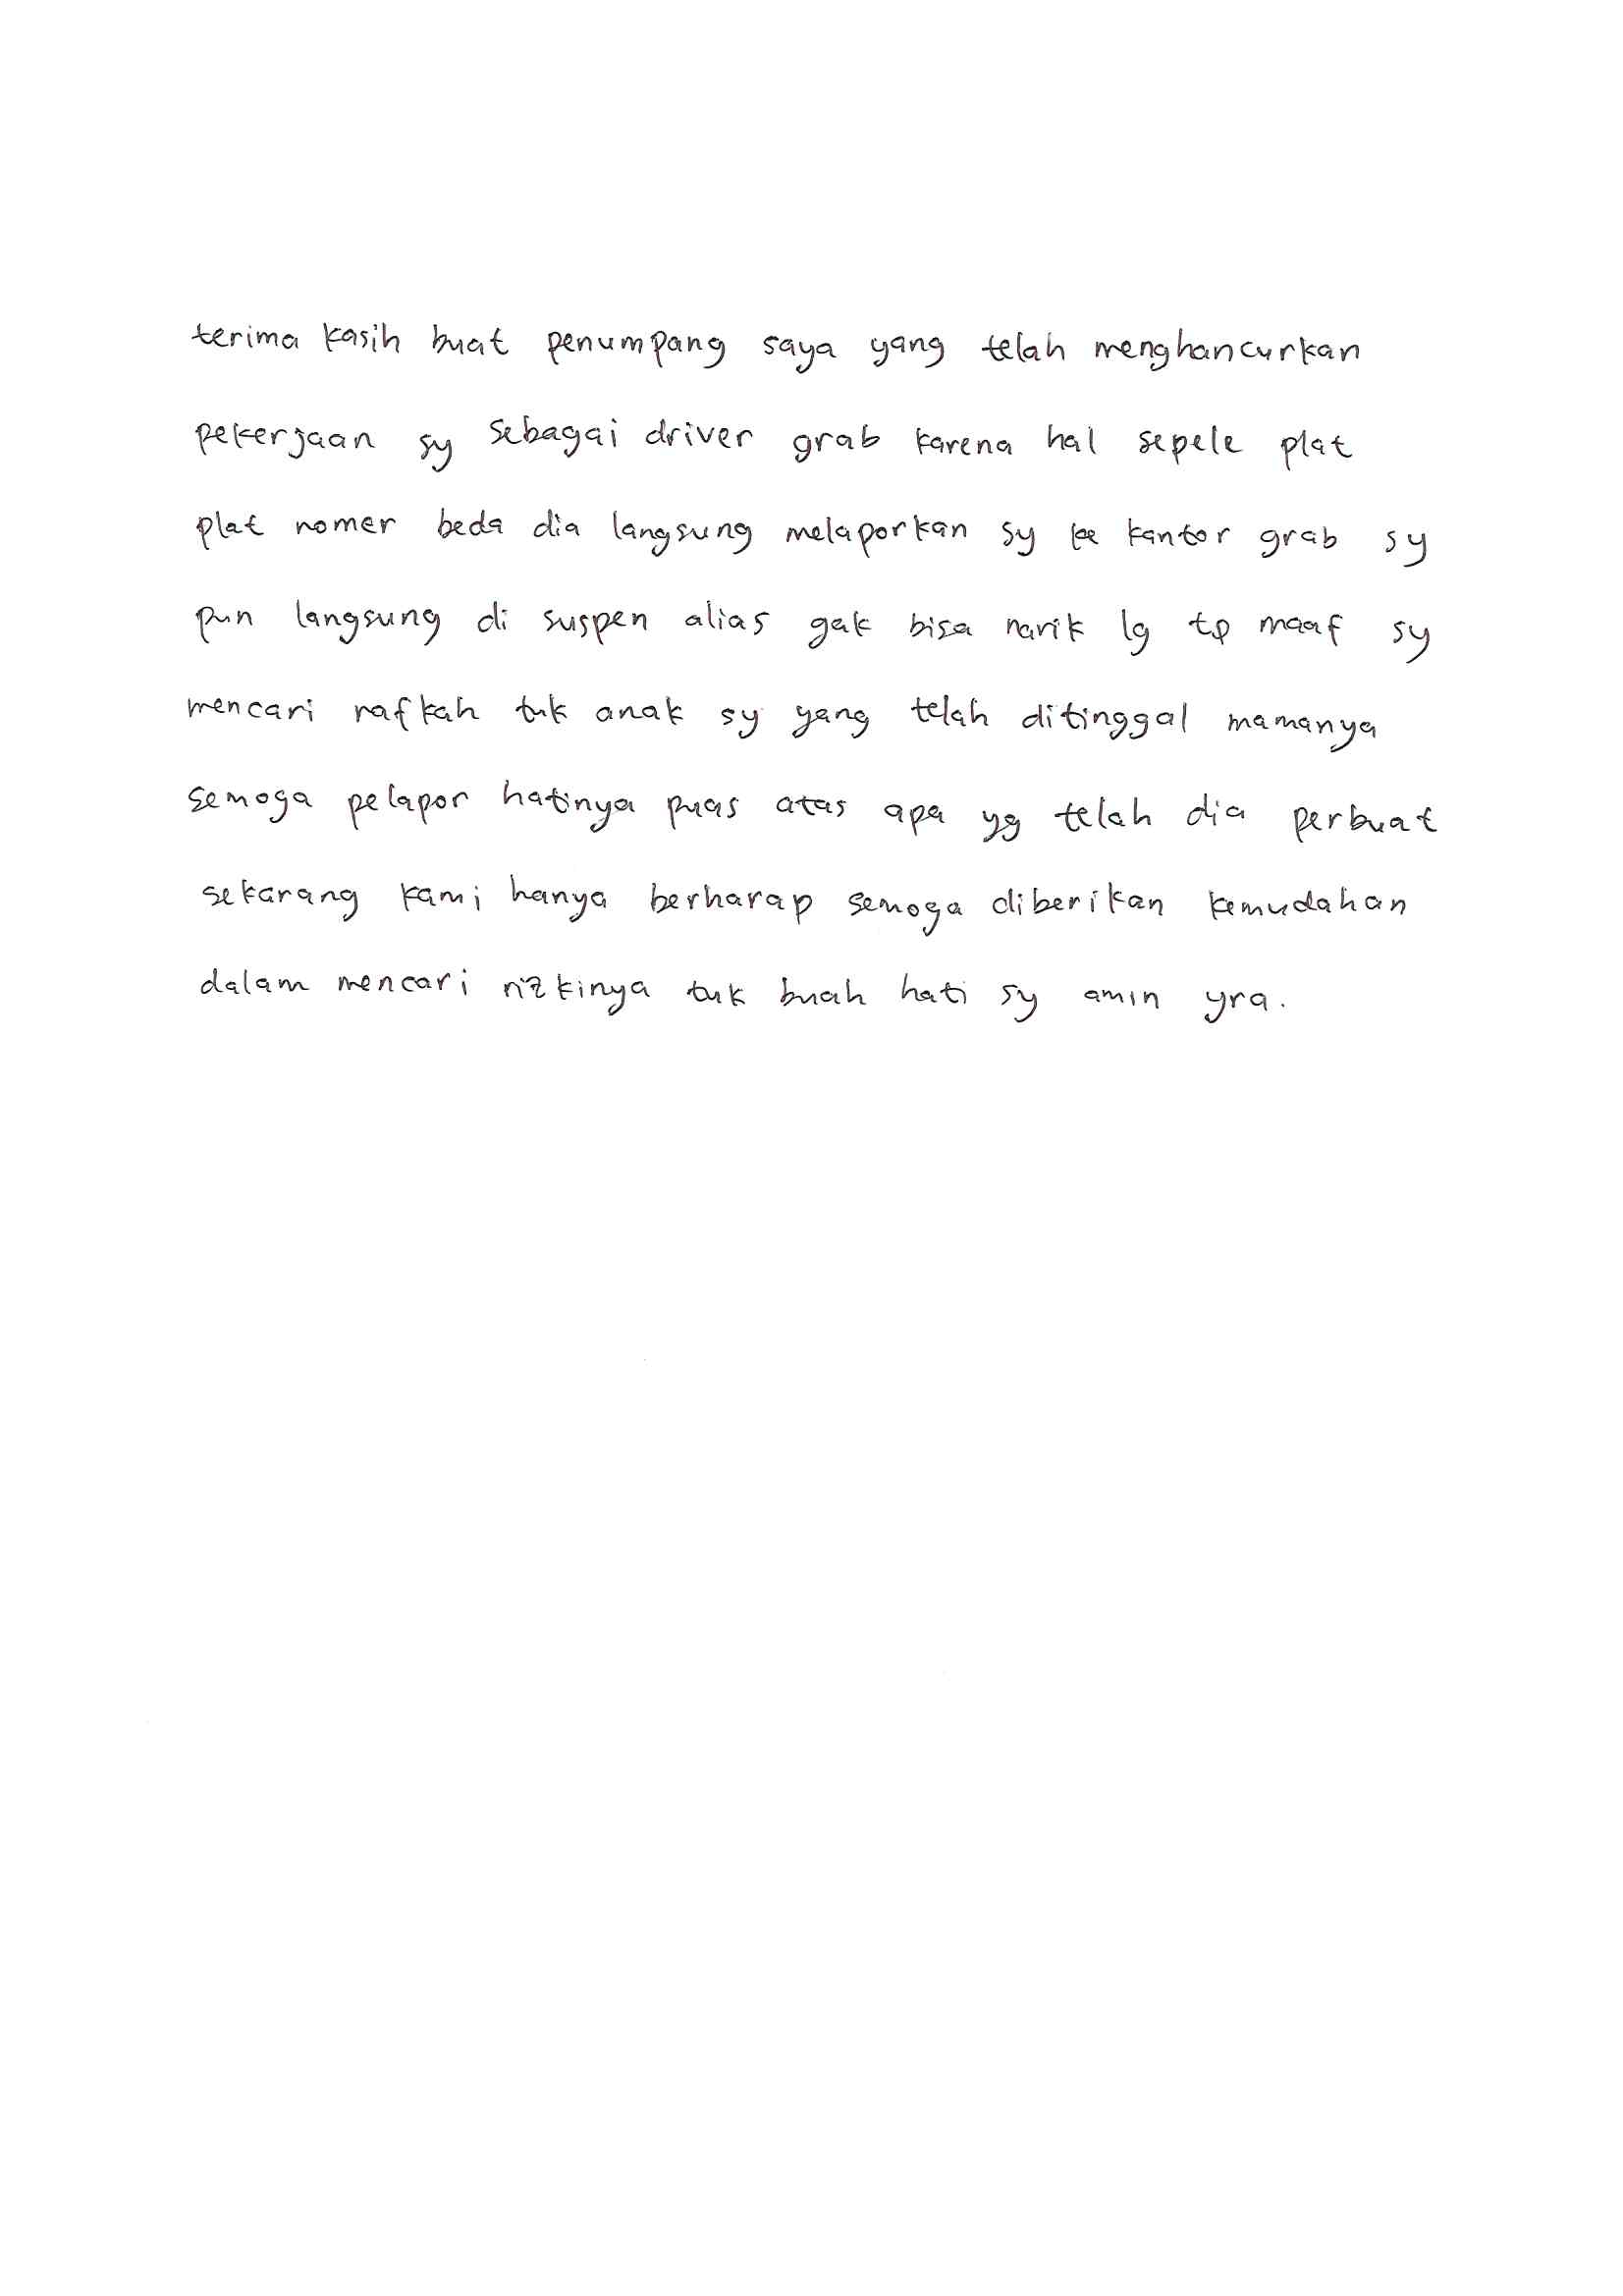 terima kasih buat penumpang saya yang telah menghancurkan
pekerjaan sy sebagai driver grab karena hal sepele plat
plat nomer beda dia langsung melaporkan sy ke kantor grab sy
pun langsung di suspen alias gak bisa narik lg tp maaf sy
mencari nafkah tuk anak sy yang telah ditinggal mamanya
semoga pelapor hatinya puas atas apa yg telah dia perbuat
sekarang kami hanya berharap semoga diberikan kemudahan
dalam mencari rizkinya tuk buah hati sy amin yra.